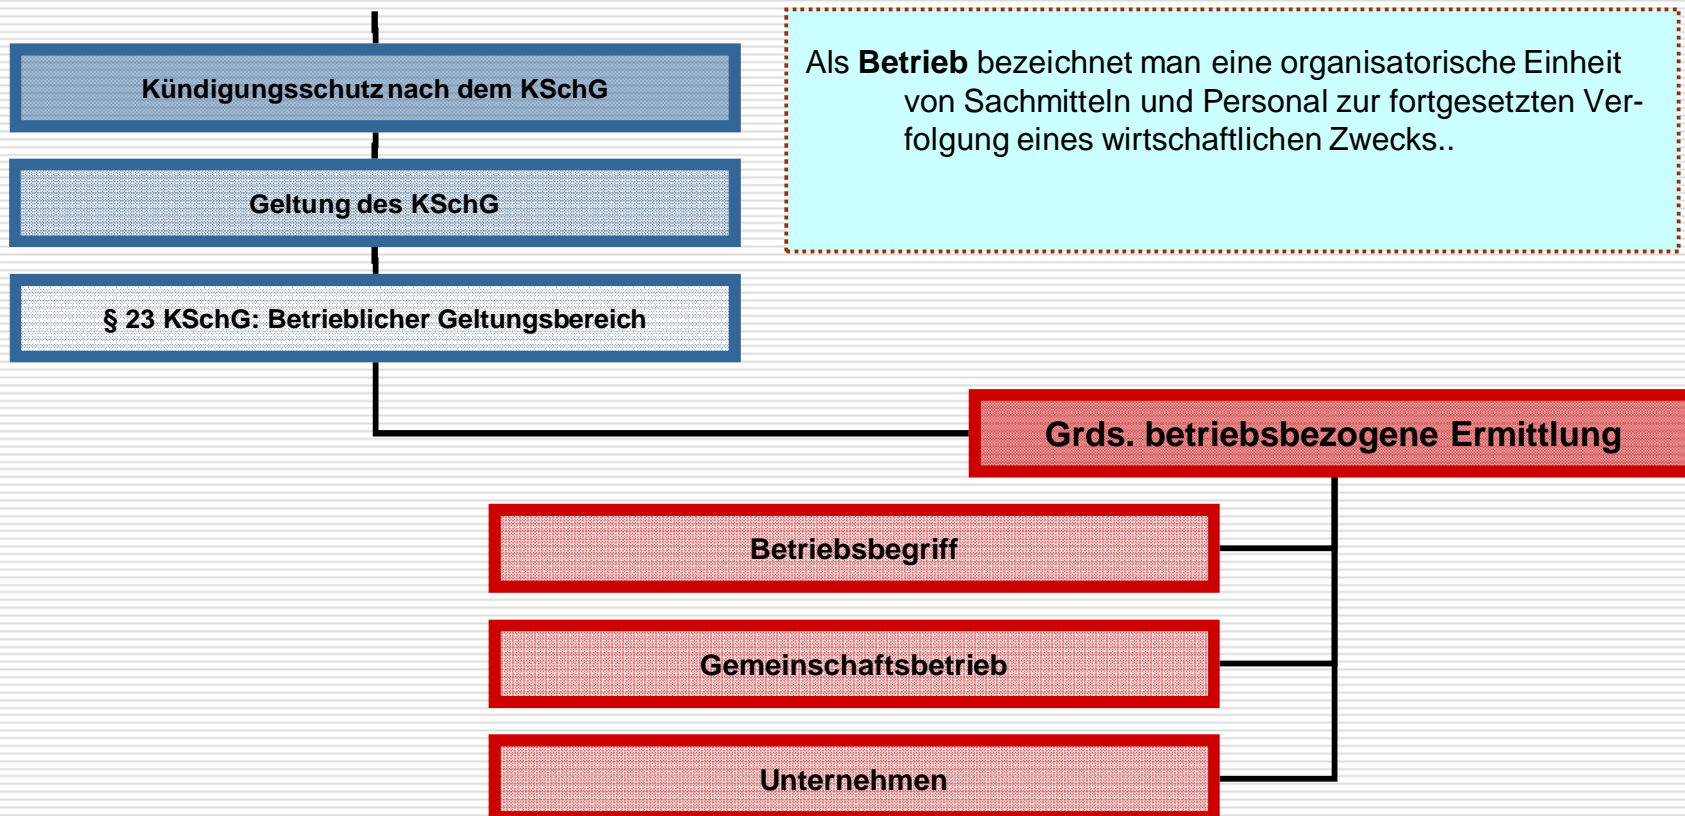 Kündigungsschutz nach dem KSchG
Geltung des KSchG
§ 23 KSchG: Betrieblicher Geltungsbereich
Als Betrieb bezeichnet man eine organisatorische Einheit
von Sachmitteln und Personal zur fortgesetzten Ver-
folgung eines wirtschaftlichen Zwecks..
Grds. betriebsbezogene Ermittlung
Betriebsbegriff
Gemeinschaftsbetrieb
Unternehmen